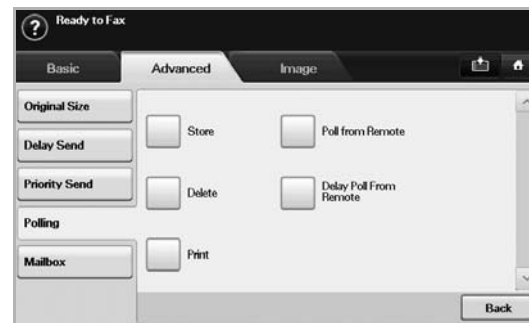 ?
Ready to Fax
Basic
Advanced
Image
Original Size
Delay Send
Priority Send
Polling
Mailbox
Store
Poll from Remote
Delete
Delay Poll From
Remote
Print
Back